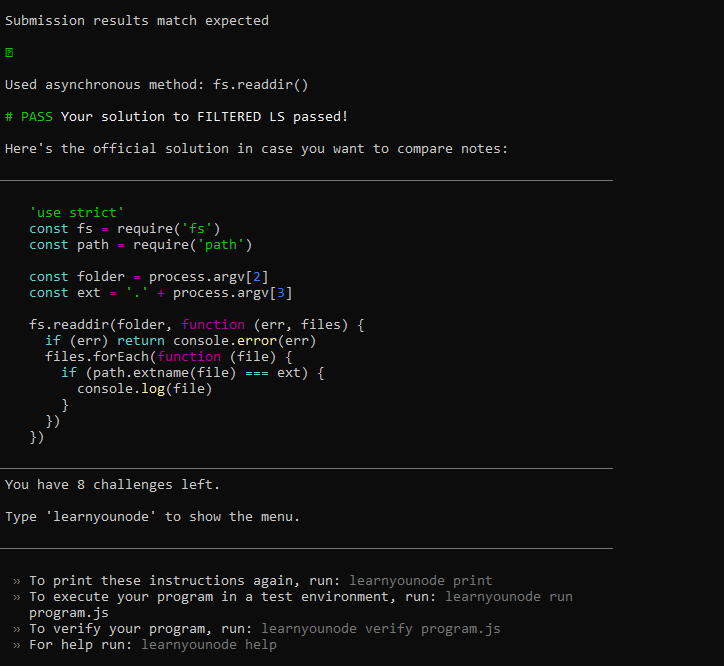 Submission results match expected
Used asynchronous method: fs.readdir()
# PASS Your solution to FILTERED LS passed!
Here's the official solution in case you want to compare notes:
'use strict'
const fs = require('fs')
const path = require('path')
const folder = process.argv[2]
const ext = '.' + process.argv[3]
fs.readdir(folder, function (err, files) {
if (err) return console.error(err)
files.forEach(function (file) {
if (path.extname(file) === ext) {
console.log(file)
}
})
})
You have 8 challenges left.
Type 'learnyounode' to show the menu.
» To print these instructions again, run: learnyounode print
» To execute your program in a test environment, run: learnyounode run
program.js
» To verify your program, run: learnyounode verify program.js
» For help run: learnyounode help